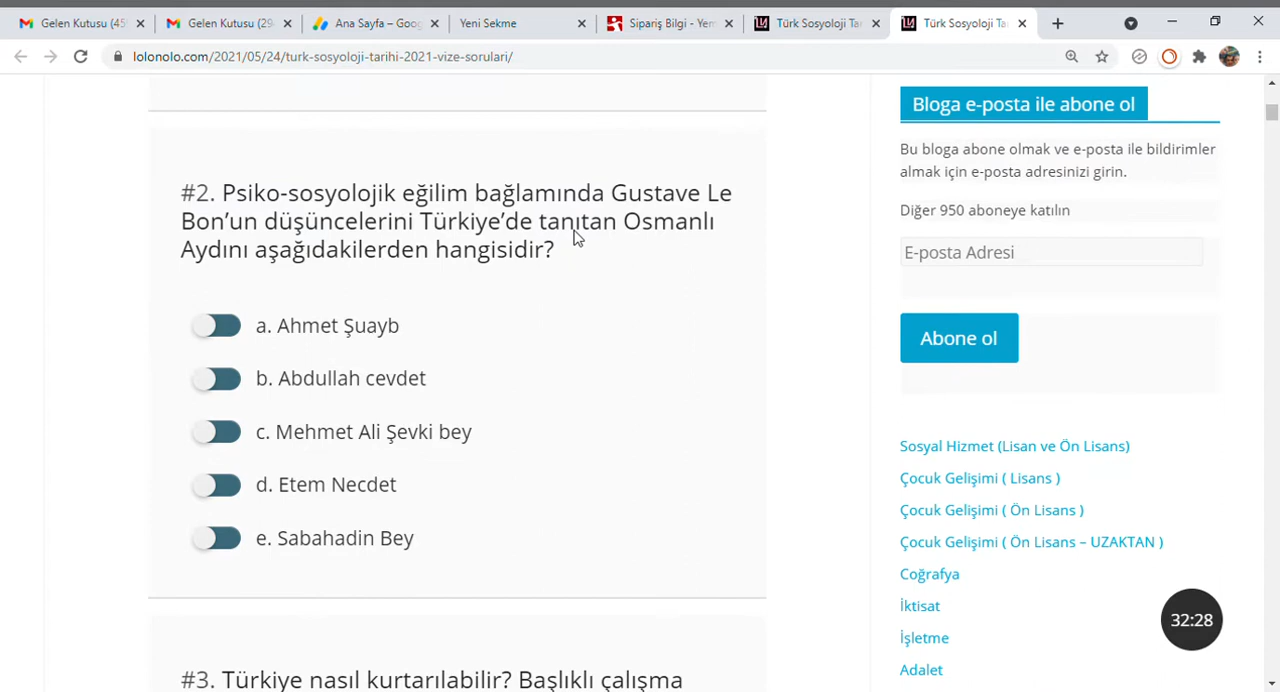 Gelen Kutusu (45
Gelen Kutusu (29
Ana Sayfa – Goog
Yeni Sekme
Sipariş Bilgi - Yem
Türk Sosyoloji Tar
Türk Sosyoloji Ta
lolonolo.com/2021/05/24/turk-sosyoloji-tarihi-2021-vize-sorulari/
#2. Psiko-sosyolojik eğilim bağlamında Gustave Le
Bon’un düşüncelerini Türkiye’de tanıtan Osmanlı
Aydını aşağıdakilerden hangisidir?
a. Ahmet Şuayb
b. Abdullah cevdet
c. Mehmet Ali Şevki bey
d. Etem Necdet
e. Sabahadin Bey
#3. Türkiye nasıl kurtarılabilir? Başlıklı çalışma
Bloga e-posta ile abone ol
Bu bloga abone olmak ve e-posta ile bildirimler
almak için e-posta adresinizi girin.
Diğer 950 aboneye katılın
E-posta Adresi
Abone ol
Sosyal Hizmet (Lisan ve Ön Lisans)
Çocuk Gelişimi ( Lisans )
Çocuk Gelişimi ( Ön Lisans )
Çocuk Gelişimi ( Ön Lisans – UZAKTAN )
Coğrafya
İktisat
İşletme
Adalet
32:28